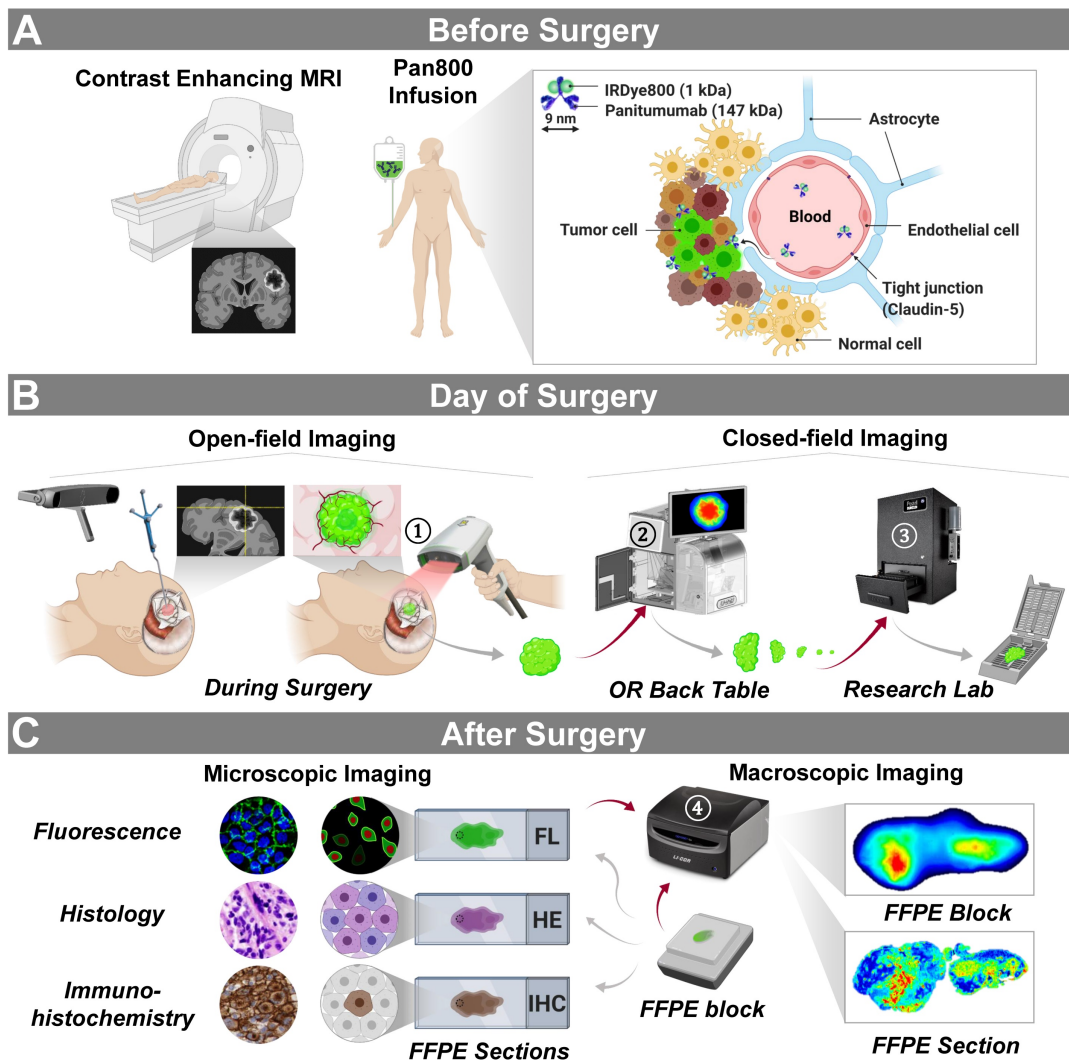 A
Before Surgery
Contrast Enhancing MRI
Pan800
Infusion
IRDye800 (1 kDa)
Panitumumab (147 kDa)
9 nm
Astrocyte
Blood
Tumor cell
Endothelial cell
Tight junction
(Claudin-5)
Normal cell
B
Day of Surgery
Open-field Imaging
Closed-field Imaging
1
2
3
During Surgery
OR Back Table
Research Lab
C
After Surgery
Microscopic Imaging
Macroscopic Imaging
Fluorescence
FL
4
LI-COR
FFPE Block
Histology
HE
Immuno-
histochemistry
IHC
FFPE block
FFPE Sections
FFPE Section